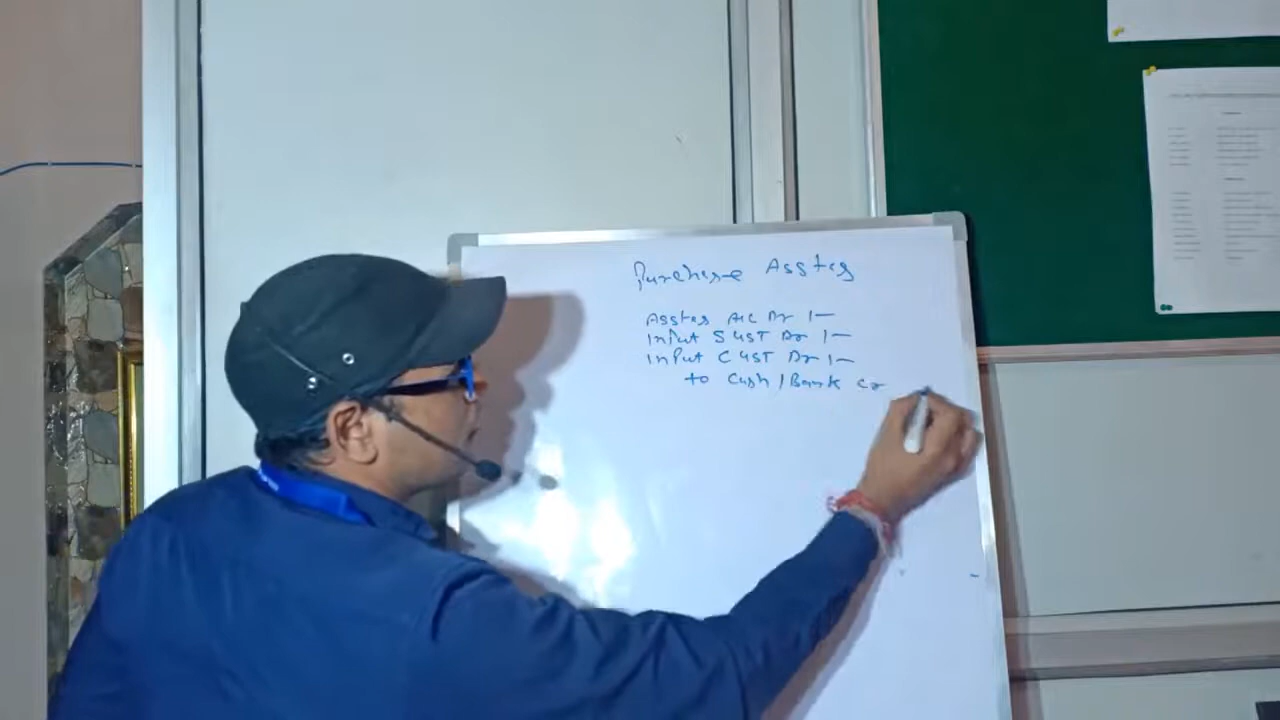 Purchase Asstes
Asstes A/C Dr 1-
Input SGST Dr 1-
Input CGST Dr 1-
to Cash/Bank Cr